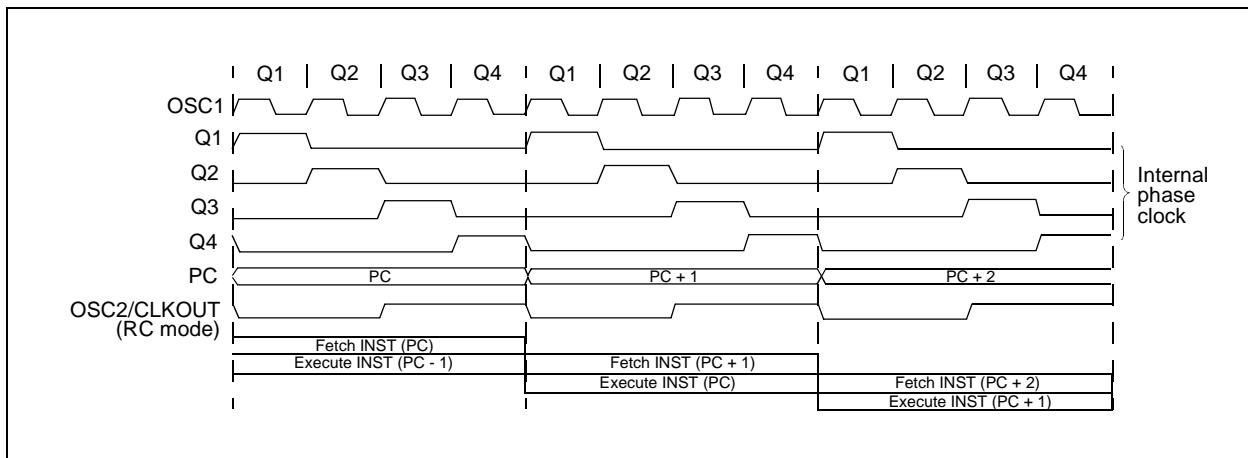 Q1 Q2 Q3 Q4 Q1 Q2 Q3 Q4 Q1 Q2 Q3 Q4
OSC1
Q1
Q2
Q3
Q4
Internal
phase
clock
PC PC PC + 1 PC + 2
OSC2/CLKOUT
(RC mode)
Fetch INST (PC)
Execute INST (PC - 1) Fetch INST (PC + 1)
Execute INST (PC) Fetch INST (PC + 2)
Execute INST (PC + 1)